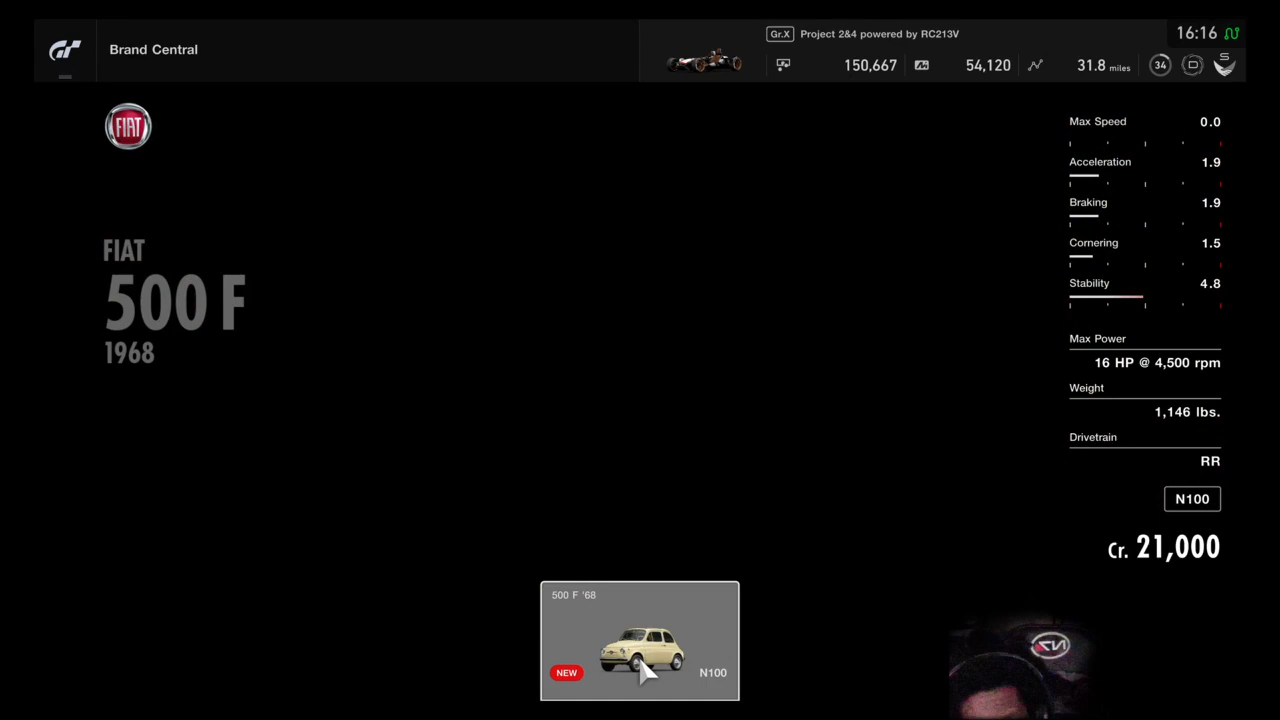 Brand Central
Gr.X Project 2&4 powered by RC213V
16:16
150,667
54,120
31.8 miles
34
D
S
FIAT
FIAT
500 F
1968
Max Speed 0.0
Acceleration 1.9
Braking 1.9
Cornering 1.5
Stability 4.8
Max Power
16 HP @ 4,500 rpm
Weight
1,146 lbs.
Drivetrain
RR
N100
Cr. 21,000
500 F '68
NEW
N100